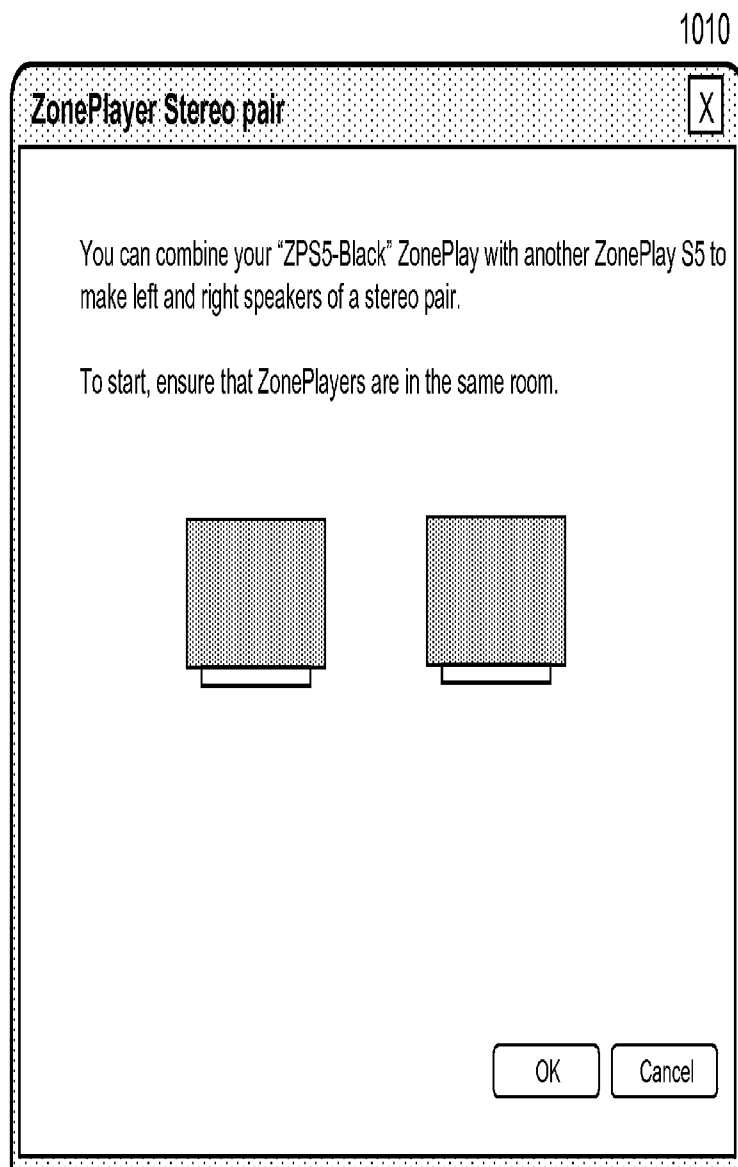 1010
ZonePlayer Stereo pair
X
You can combine your “ZPS5-Black” ZonePlay with another ZonePlay S5 to
make left and right speakers of a stereo pair.
To start, ensure that ZonePlayers are in the same room.
OK
Cancel